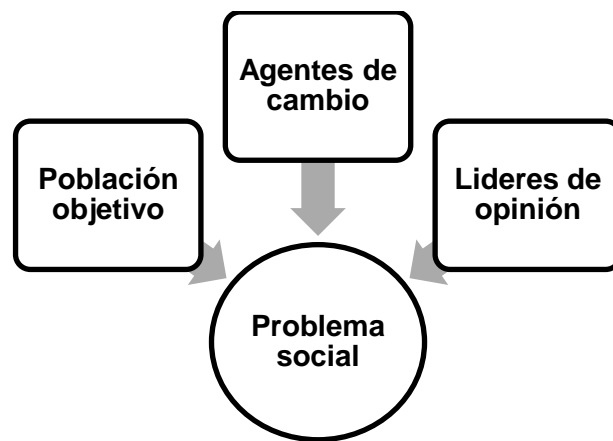 Agentes de
cambio
Población
objetivo
Lideres de
opinión
Problema
social